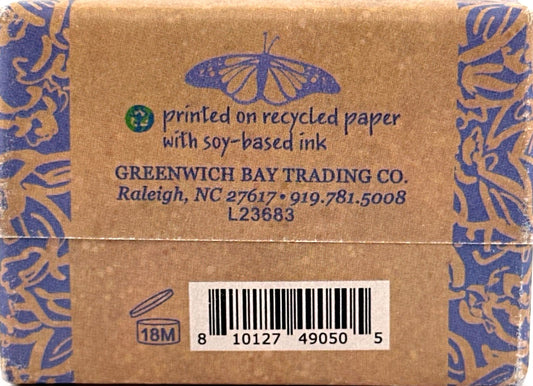 printed on recycled paper
with soy-based ink
GREENWICH BAY TRADING CO.
Raleigh, NC 27617 • 919.781.5008
L23683
18M
8 10127 49050 5